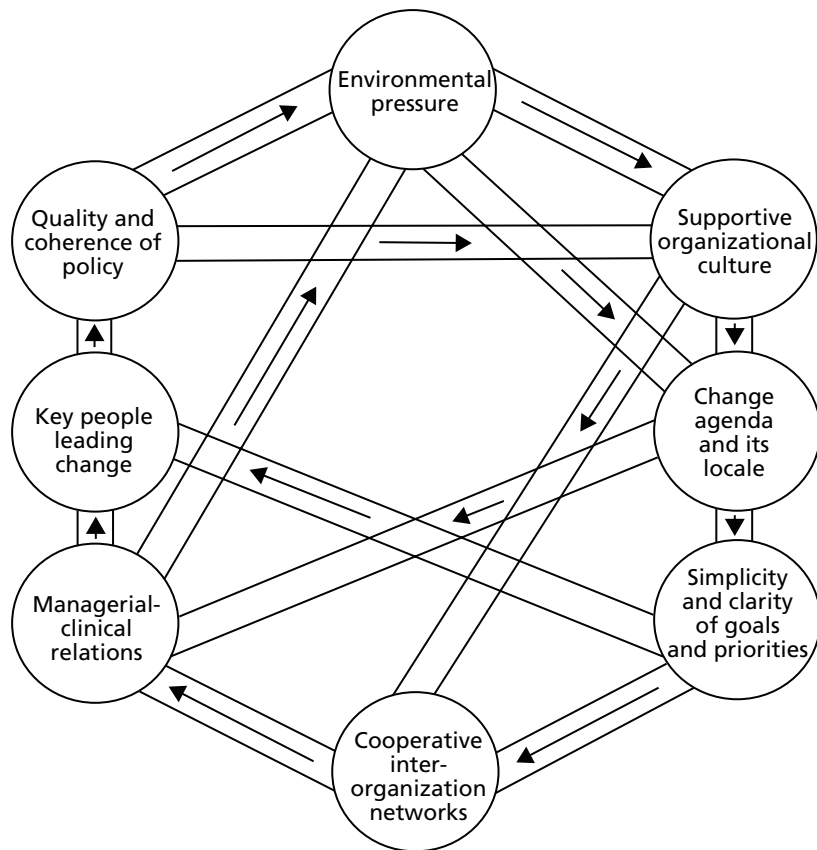 Environmental
pressure
Quality and
coherence of
policy
Supportive
organizational
culture
Key people
leading
change
Change
agenda
and its
locale
Managerial-
clinical
relations
Simplicity
and clarity
of goals
and priorities
Cooperative
inter-
organization
networks